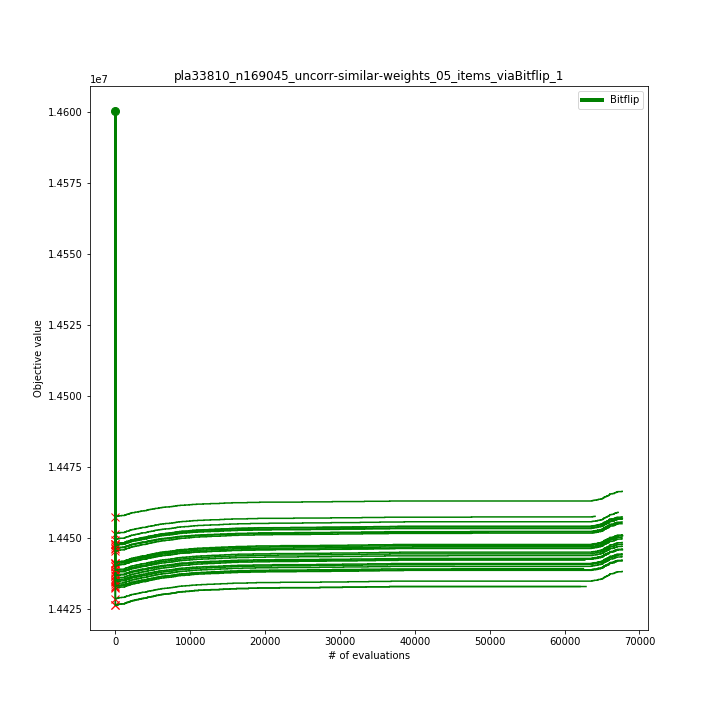 pla33810_n169045_uncorr-similar-weights_05_items_viaBitflip_1
1e7
Bitflip
1.4600
1.4575
1.4550
1.4525
1.4500
1.4475
1.4450
1.4425
Objective value
0 10000 20000 30000 40000 50000 60000 70000
# of evaluations